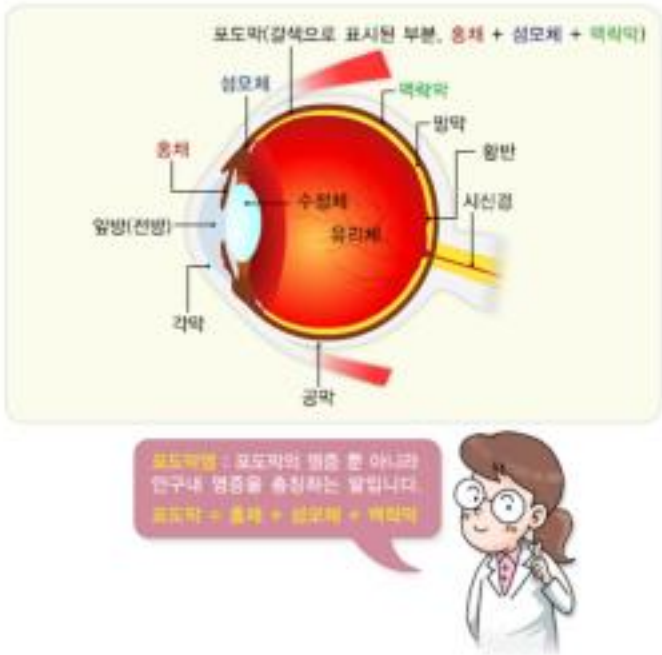 포도막(갈색으로 표시된 부분, 홍채 + 섬모체 + 맥락막)
섬모체
맥락막
망막
홍채
황반
수정체
시신경
앞방(전방)
유리체
각막
공막
포도막염 : 포도막의 염증 뿐 아니라
안구내 염증을 총칭하는 말입니다.
포도막 = 홍채 + 섬모체 + 맥락막